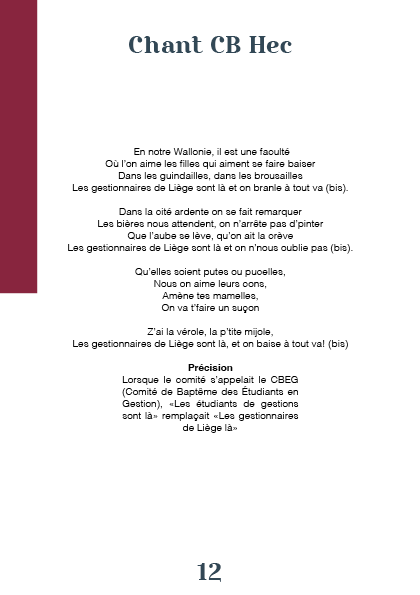 Chant CB Hec
En notre Wallonie, il est une faculté
Où l'on aime les filles qui aiment se faire baiser
Dans les guindailles, dans les brousailles
Les gestionnaires de Liège sont là et on branle à tout va (bis).
Dans la cité ardente on se fait remarquer
Les bières nous attendent, on n'arrête pas d'pinter
Que l'aube se lève, qu'on ait la crève
Les gestionnaires de Liège sont là et on n'nous oublie pas (bis).
Qu'elles soient putes ou pucelles,
Nous on aime leurs cons,
Amène tes mamelles,
On va t'faire un suçon
Z'ai la vérole, la p'tite mijole,
Les gestionnaires de Liège sont là, et on baise à tout va! (bis)
Précision
Lorsque le comité s'appelait le CBEG
(Comité de Baptême des Étudiants en
Gestion), «Les étudiants de gestions
sont là» remplaçait «Les gestionnaires
de Liège là»
12